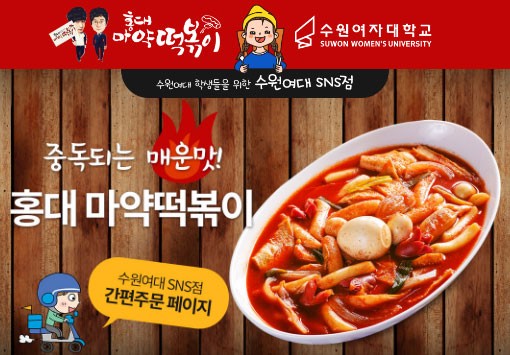 홍대
마약떡볶이
수원여자대학교
SUWON WOMEN'S UNIVERSITY
수원여대 학생들을 위한 수원여대 SNS점
중독되는 매운맛!
홍대 마약떡볶이
수원여대 SNS점
간편주문 페이지